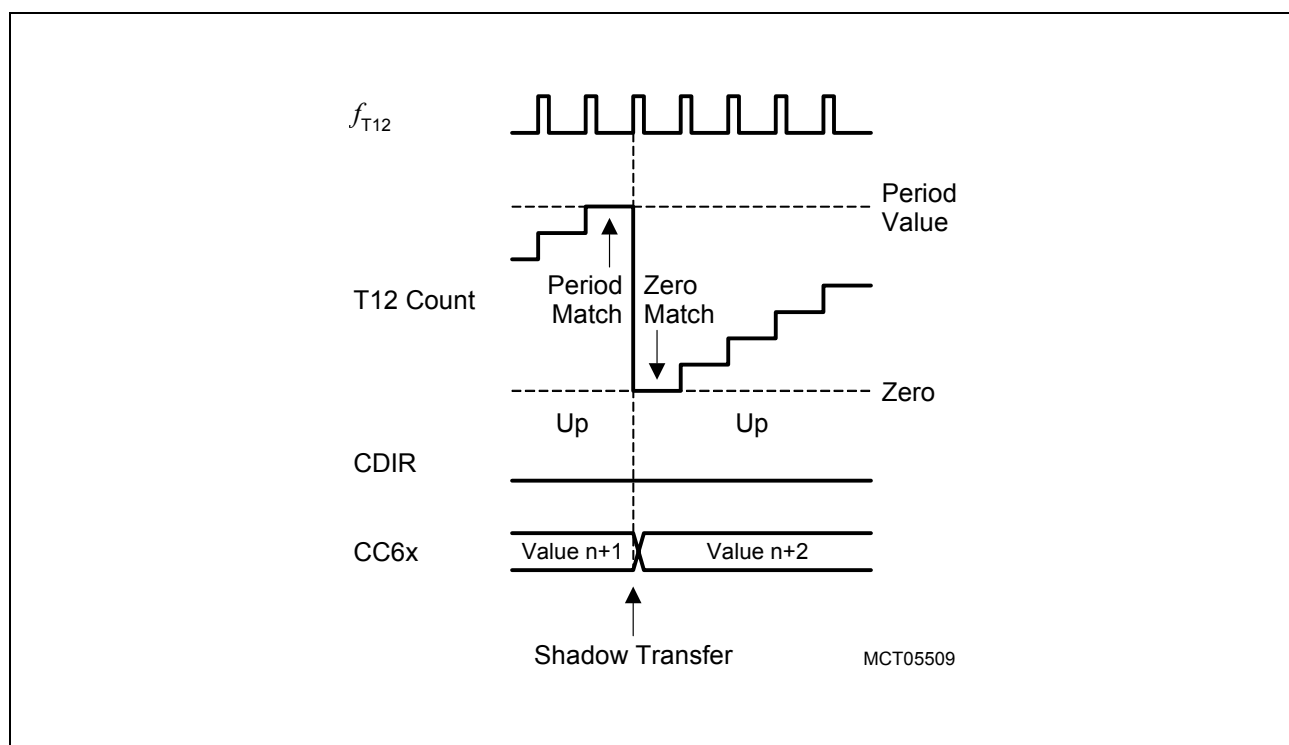 fT12
Period
Value
T12 Count
Period
Match
Zero
Match
Zero
Up
Up
CDIR
CC6x
Value n+1
Value n+2
Shadow Transfer
MCT05509